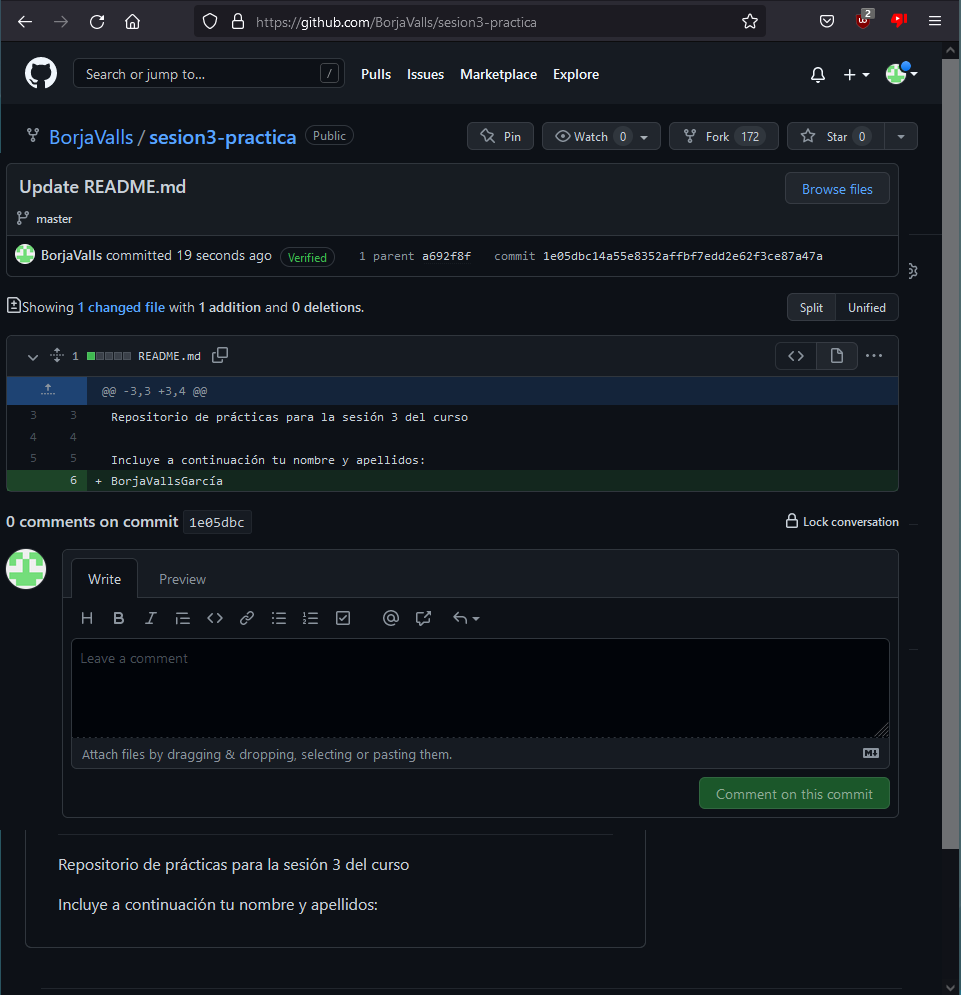 https://github.com/BorjaValls/sesion3-practica
2
Search or jump to... /
Pulls Issues Marketplace Explore
BorjaValls / sesion3-practica Public
Pin Watch 0 Fork 172 Star 0
Update README.md
Browse files
master
BorjaValls committed 19 seconds ago Verified 1 parent a692f8f commit 1e05dbc14a55e8352affbf7edd2e62f3ce87a47a
Showing 1 changed file with 1 addition and 0 deletions.
Split Unified
1 README.md
@@ -3,3 +3,4 @@
3 3 Repositorio de prácticas para la sesión 3 del curso
4 4
5 5 Incluye a continuación tu nombre y apellidos:
6 + BorjaVallsGarcía
0 comments on commit 1e05dbc
Lock conversation
Write Preview
Leave a comment
Attach files by dragging & dropping, selecting or pasting them.
Comment on this commit
Repositorio de prácticas para la sesión 3 del curso
Incluye a continuación tu nombre y apellidos: